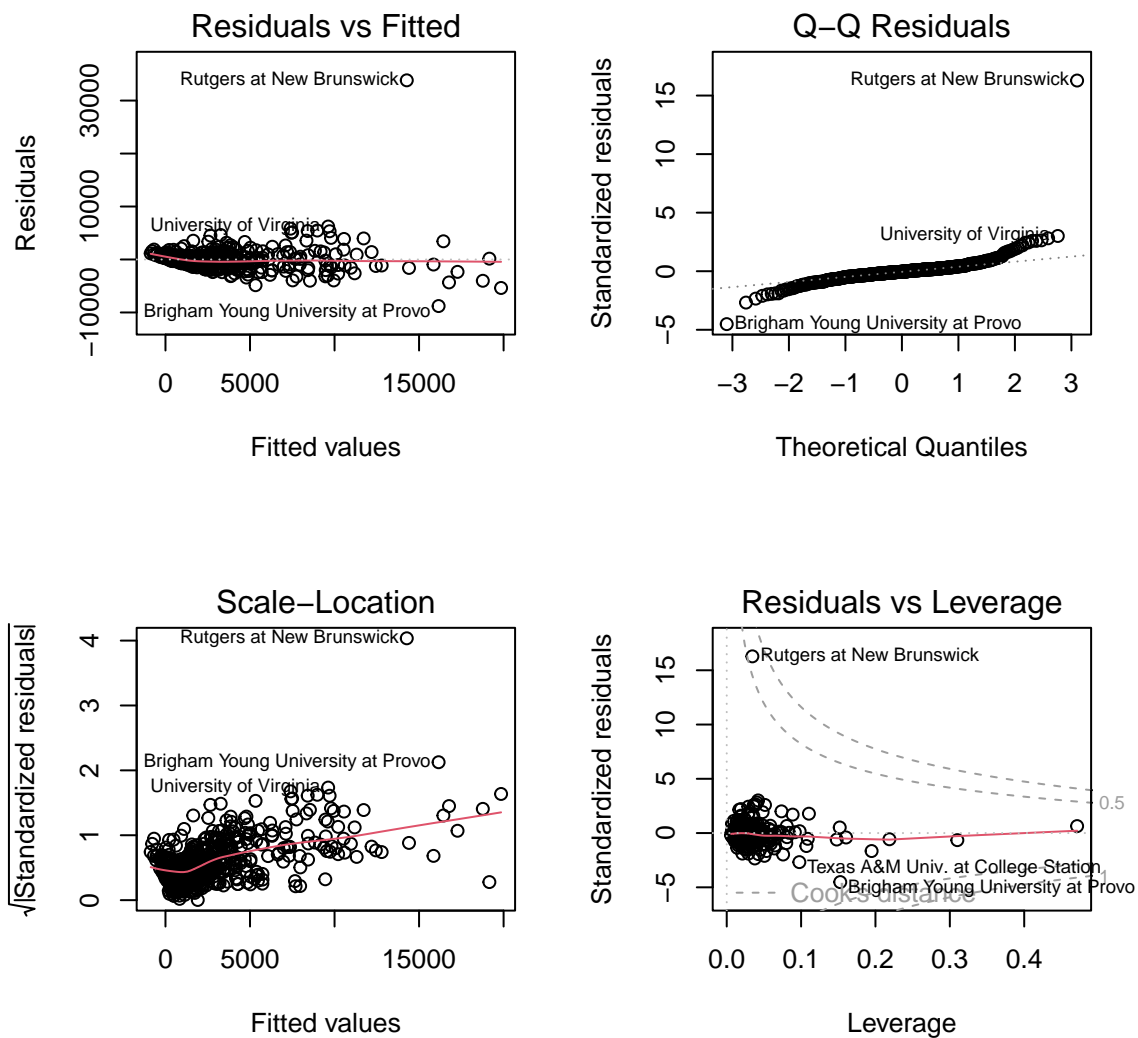 Residuals vs Fitted
Residuals
30000
10000
−10000
Rutgers at New Brunswick
University of Virginia
Brigham Young University at Provo
0 5000 15000
Fitted values
Q−Q Residuals
Standardized residuals
15
10
5
0
−5
Rutgers at New Brunswick
University of Virginia
Brigham Young University at Provo
−3 −2 −1 0 1 2 3
Theoretical Quantiles
Scale−Location
√|Standardized residuals|
4
3
2
1
0
Rutgers at New Brunswick
Brigham Young University at Provo
University of Virginia
0 5000 15000
Fitted values
Residuals vs Leverage
Standardized residuals
15
10
5
0
−5
Rutgers at New Brunswick
0.5
Texas A&M Univ. at College Station
1
Brigham Young University at Provo
Cook's distance
0.0 0.1 0.2 0.3 0.4
Leverage